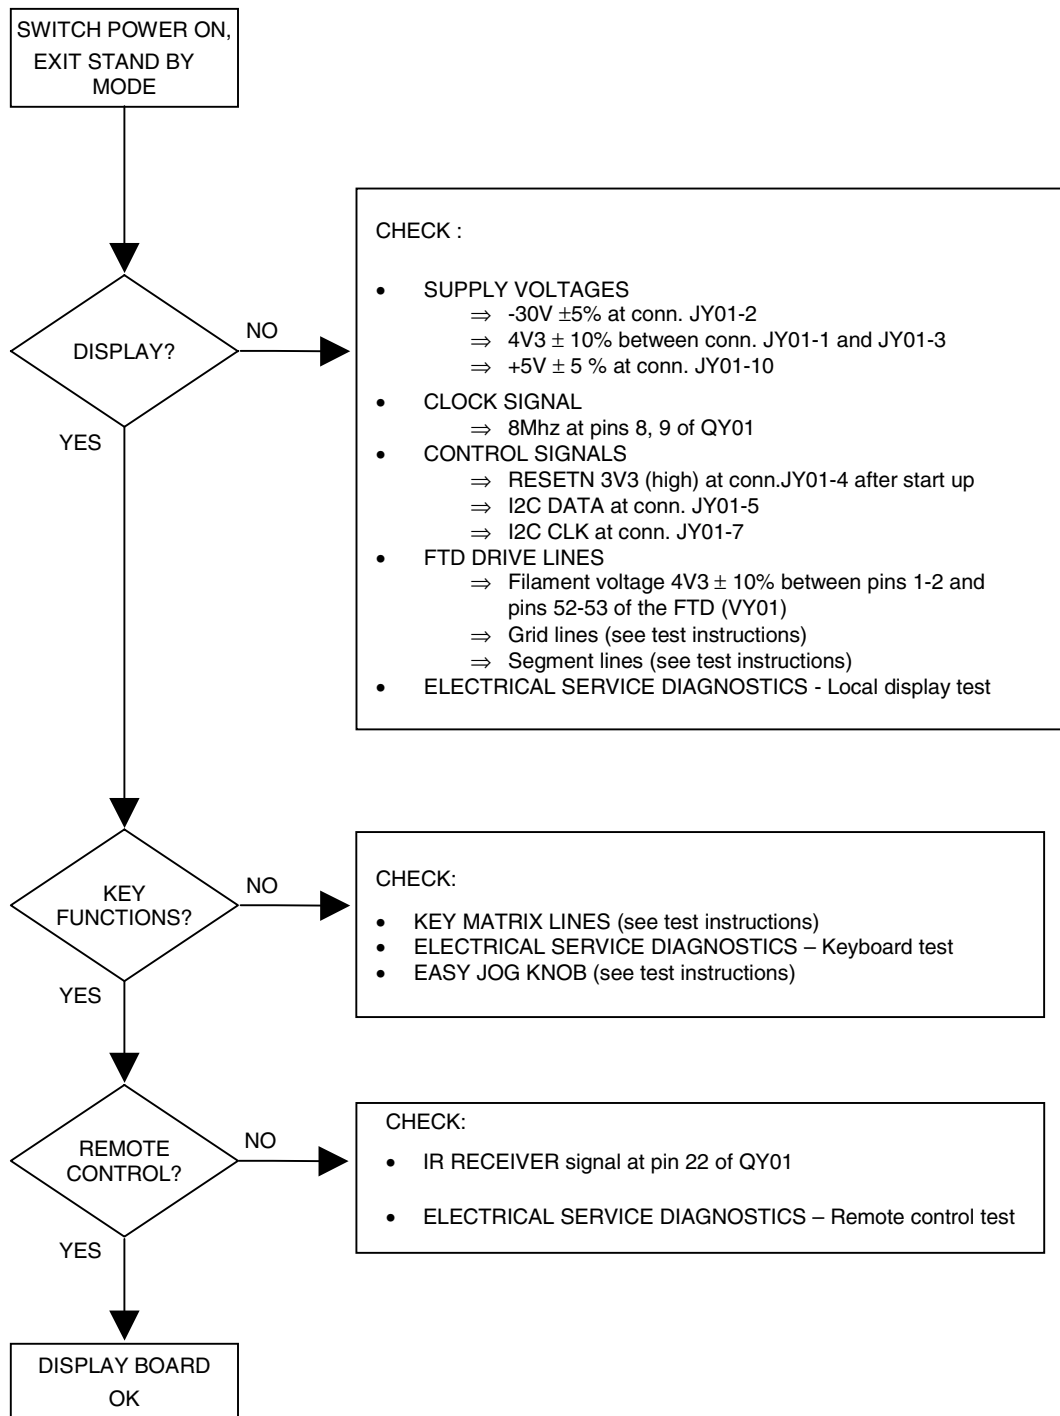 SWITCH POWER ON,
EXIT STAND BY
MODE
DISPLAY?
NO
YES
CHECK :
• SUPPLY VOLTAGES
⇒ -30V ±5% at conn. JY01-2
⇒ 4V3 ± 10% between conn. JY01-1 and JY01-3
⇒ +5V ± 5 % at conn. JY01-10
• CLOCK SIGNAL
⇒ 8Mhz at pins 8, 9 of QY01
• CONTROL SIGNALS
⇒ RESETN 3V3 (high) at conn.JY01-4 after start up
⇒ I2C DATA at conn. JY01-5
⇒ I2C CLK at conn. JY01-7
• FTD DRIVE LINES
⇒ Filament voltage 4V3 ± 10% between pins 1-2 and
pins 52-53 of the FTD (VY01)
⇒ Grid lines (see test instructions)
⇒ Segment lines (see test instructions)
• ELECTRICAL SERVICE DIAGNOSTICS - Local display test
KEY
FUNCTIONS?
NO
YES
CHECK:
• KEY MATRIX LINES (see test instructions)
• ELECTRICAL SERVICE DIAGNOSTICS – Keyboard test
• EASY JOG KNOB (see test instructions)
REMOTE
CONTROL?
NO
YES
CHECK:
• IR RECEIVER signal at pin 22 of QY01
• ELECTRICAL SERVICE DIAGNOSTICS – Remote control test
DISPLAY BOARD
OK